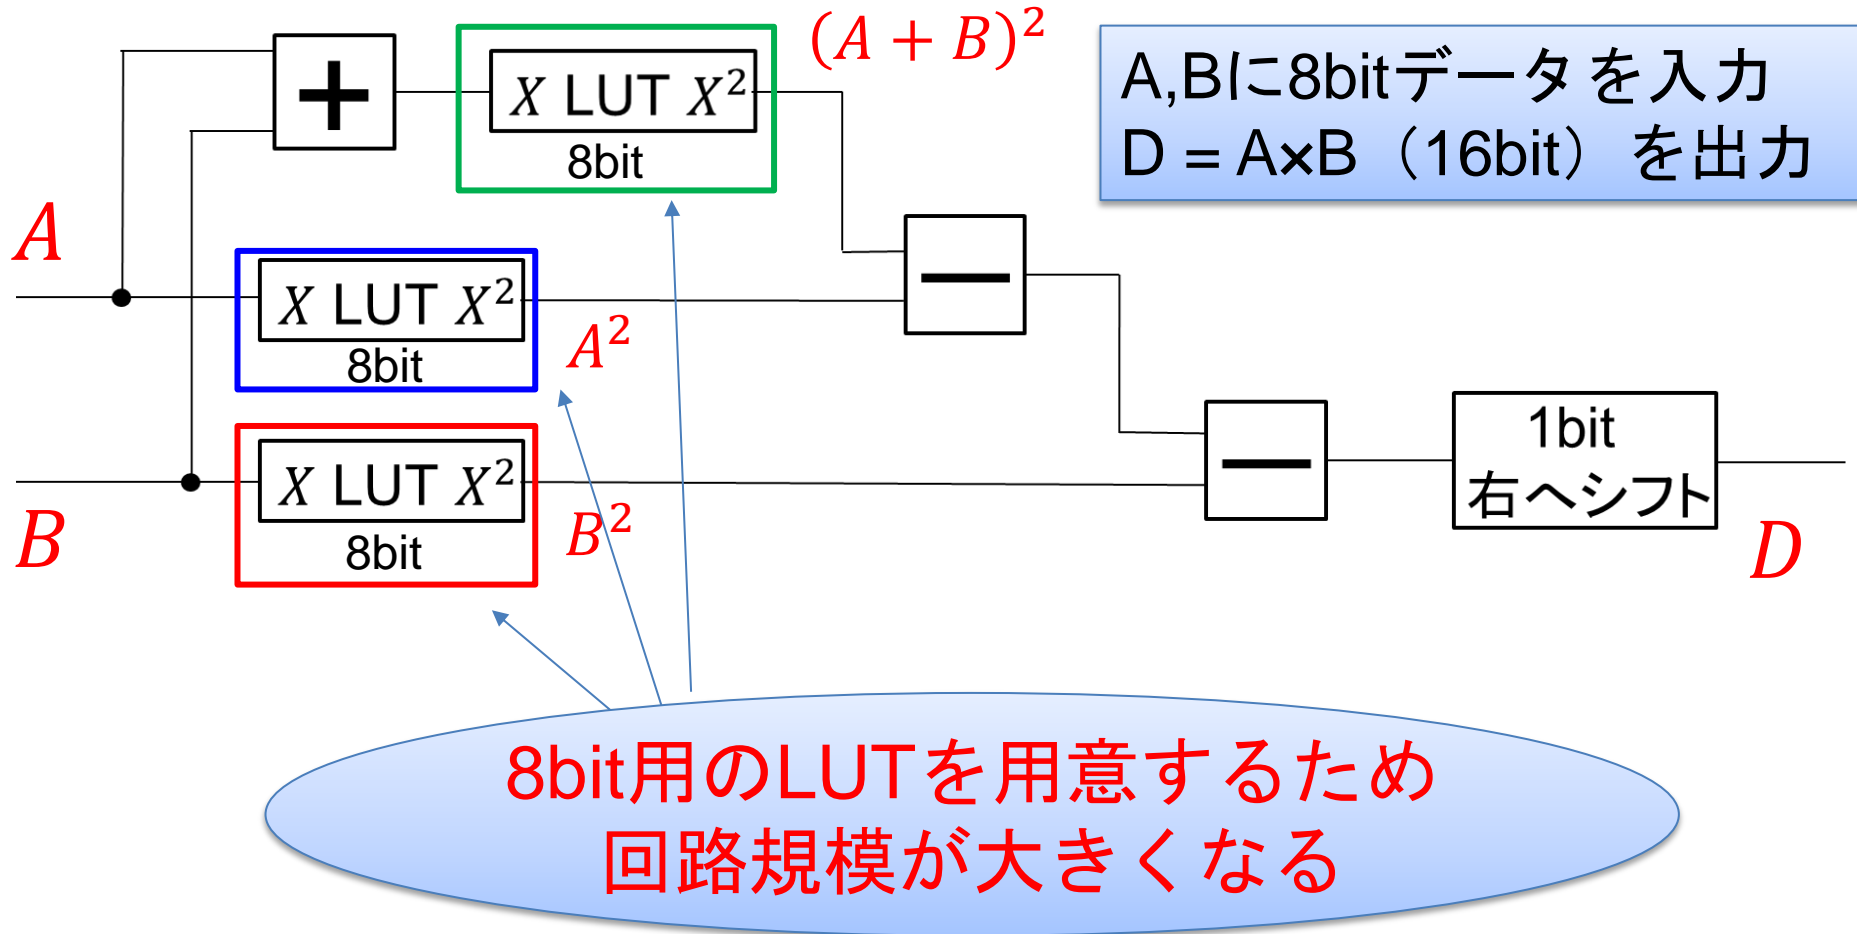 (A + B)²
A,Bに8bitデータを入力
D = A×B（16bit）を出力
+
X LUT X²
8bit
A
X LUT X²
8bit
A²
—
B
X LUT X²
8bit
B²
—
1bit
右へシフト
D
8bit用のLUTを用意するため
回路規模が大きくなる